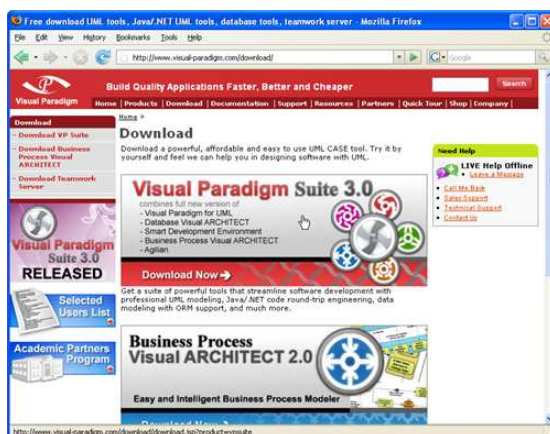 Free download UML tools, Java/.NET UML tools, database tools, teamwork server - Mozilla Firefox
File Edit View History Bookmarks Tools Help
http://www.visual-paradigm.com/download/
Google
Visual Paradigm
Build Quality Applications Faster, Better and Cheaper
Search
Home | Products | Download | Documentation | Support | Resources | Partners | Quick Tour | Shop | Company |
Download
Download VP Suite
Download Business
Process Visual
ARCHITECT
Download Teamwork
Server
Visual Paradigm
Suite 3.0
RELEASED
Selected
Users List
Academic Partners
Program
Home >
Download
Download a powerful, affordable and easy to use UML CASE tool. Try it by
yourself and feel we can help you in designing software with UML.
Visual Paradigm Suite 3.0
combines full new version of
- Visual Paradigm for UML
- Database Visual ARCHITECT
- Smart Development Environment
- Business Process Visual ARCHITECT
- Agilian
Download Now
Get a suite of powerful tools that streamline software development with
professional UML modeling, Java/.NET code round-trip engineering, data
modeling with ORM support, and much more.
Business Process
Visual ARCHITECT 2.0
Easy and Intelligent Business Process Modeler
Download Now
Need Help
LIVE Help Offline
Leave a Message
Call Me Back
Sales Support
Technical Support
Contact Us
http://www.visual-paradigm.com/download/download.jsp?product=vpsuite